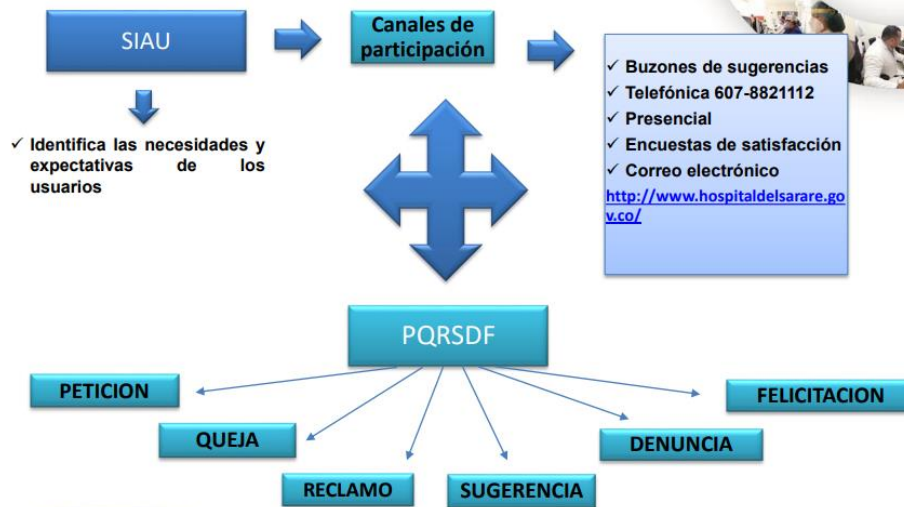 SIAU
Canales de
participación
✓ Buzones de sugerencias
✓ Telefónica 607-8821112
✓ Presencial
✓ Encuestas de satisfacción
✓ Correo electrónico
http://www.hospitaldelsarare.go
v.co/
✓ Identifica las necesidades y
expectativas de los
usuarios
PQRSDF
PETICION
FELICITACION
QUEJA
DENUNCIA
RECLAMO
SUGERENCIA